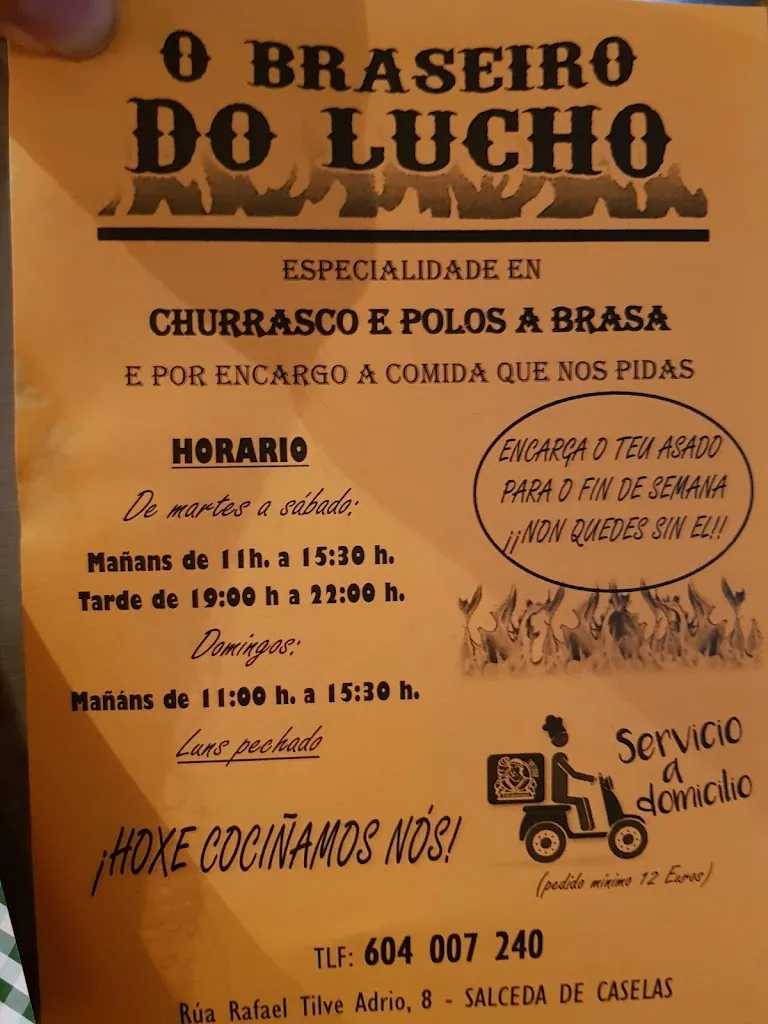 O BRASEIRO
DO LUCHO
ESPECIALIDADE EN
CHURRASCO E POLOS A BRASA
E POR ENCARGO A COMIDA QUE NOS PIDAS
HORARIO
De martes a sábado:
Mañans de 11h. a 15:30 h.
Tarde de 19:00 h a 22:00 h.
Domingos:
Mañáns de 11:00 h. a 15:30 h.
Luns pechado
ENCARGA O TEU ASADO
PARA O FIN DE SEMANA
¡¡NON QUEDES SIN EL!!
Servicio
a
domicilio
(pedido mínimo 12 Euros)
¡HOXE COCIÑAMOS NÓS!
TLF: 604 007 240
Rúa Rafael Tilve Adrio, 8 - SALCEDA DE CASELAS